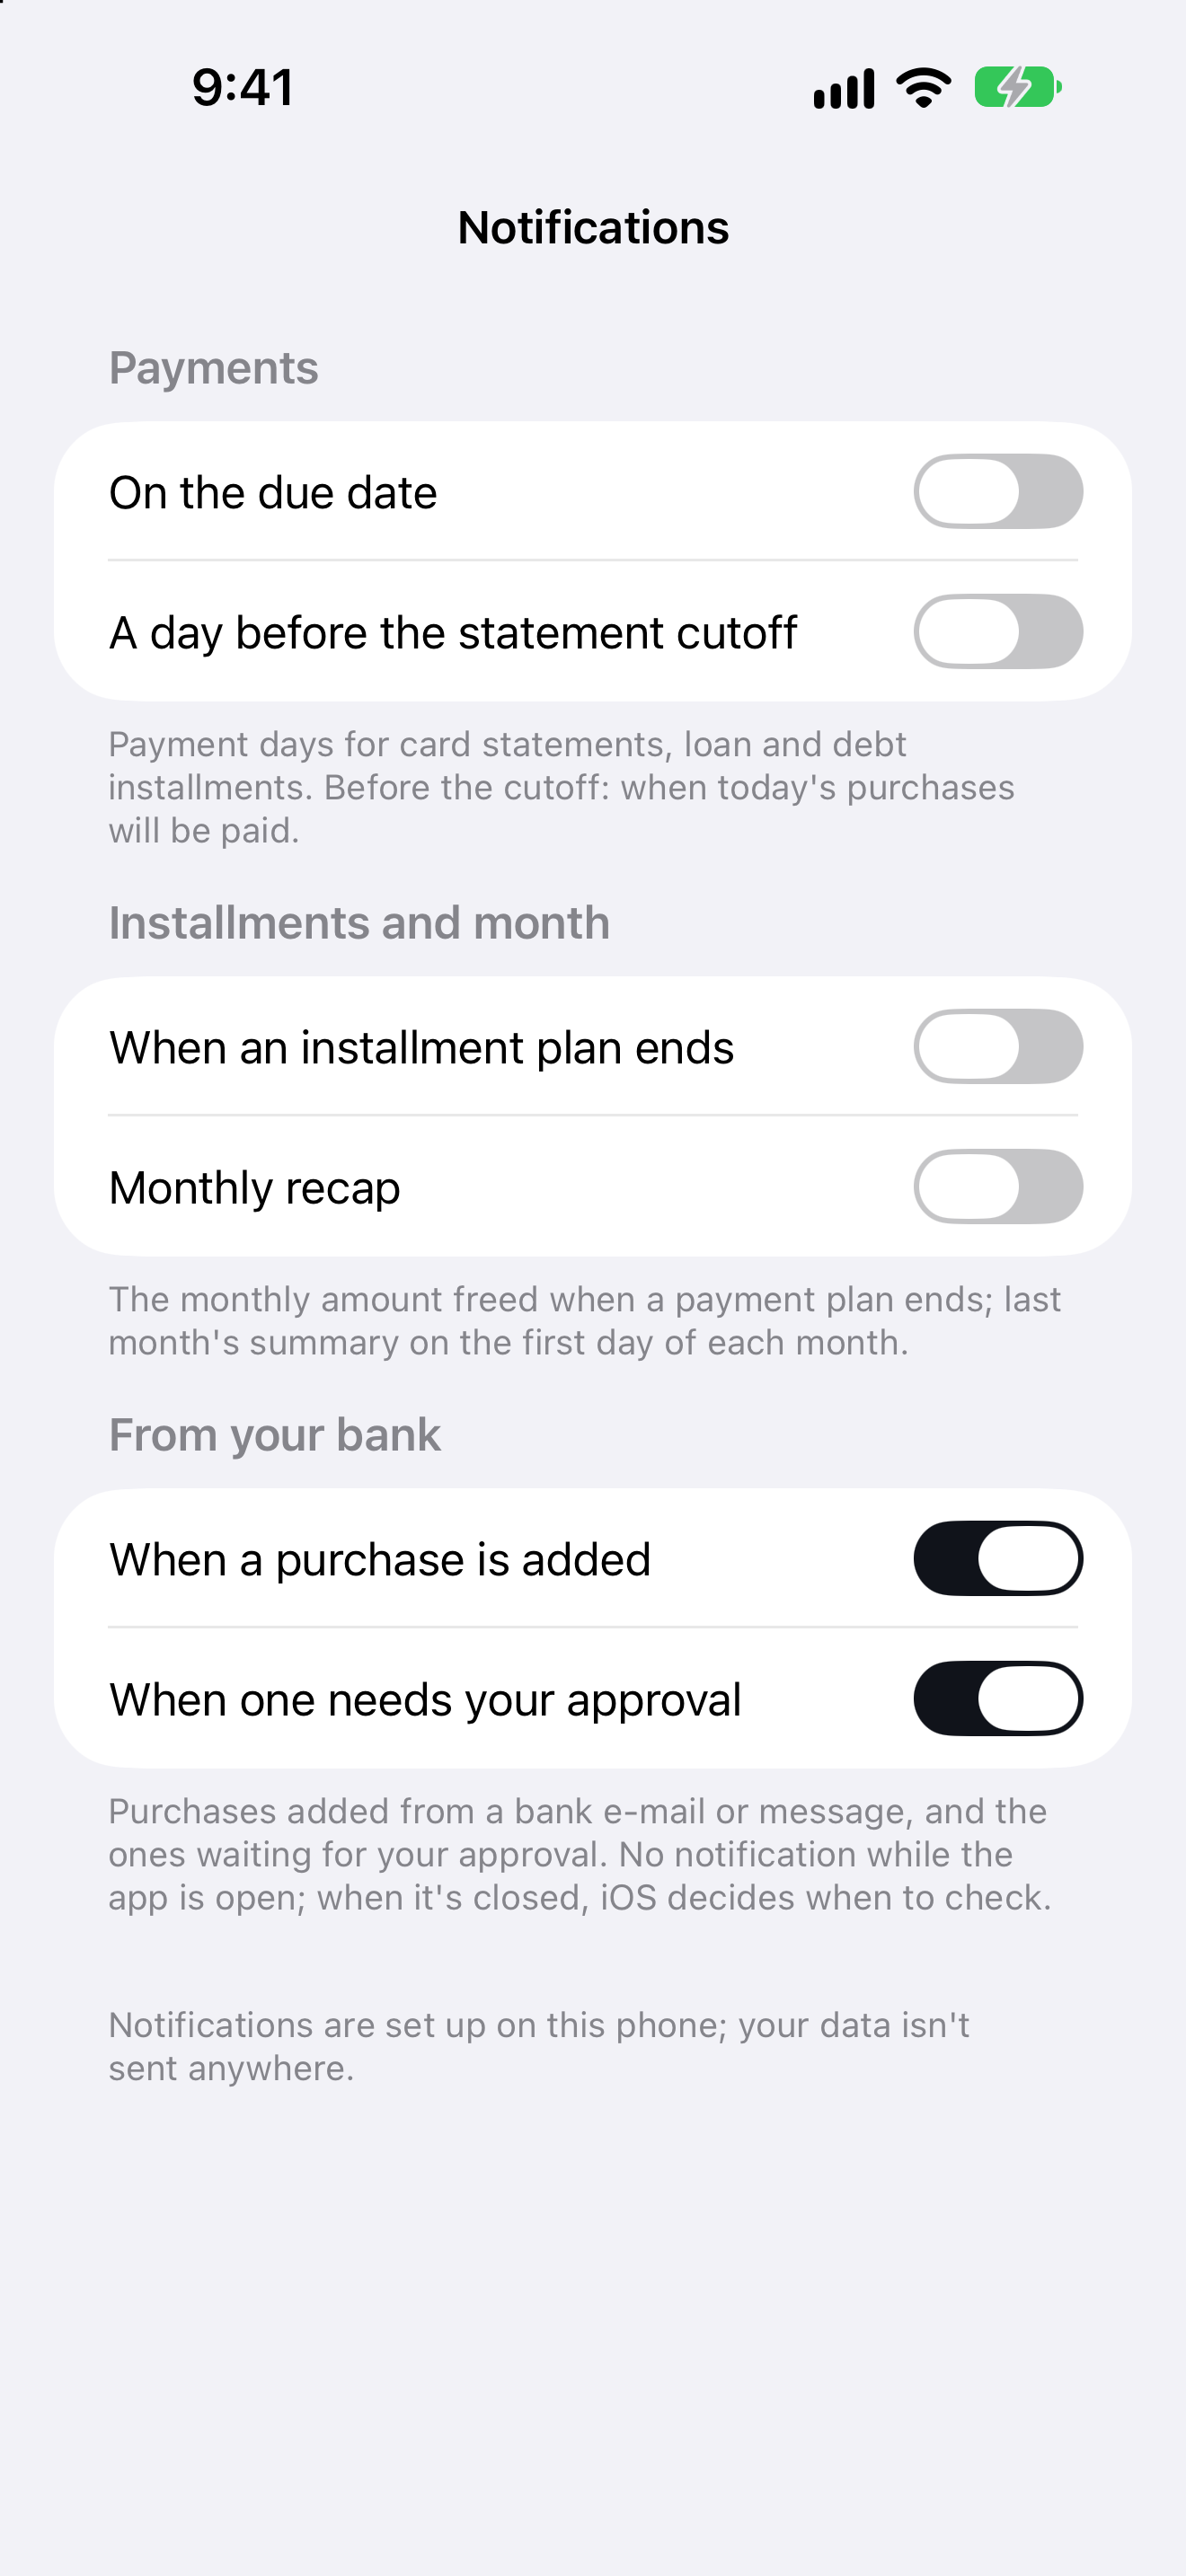 9:41
Notifications
Payments
On the due date
A day before the statement cutoff
Payment days for card statements, loan and debt
installments. Before the cutoff: when today's purchases
will be paid.
Installments and month
When an installment plan ends
Monthly recap
The monthly amount freed when a payment plan ends; last
month's summary on the first day of each month.
From your bank
When a purchase is added
When one needs your approval
Purchases added from a bank e-mail or message, and the
ones waiting for your approval. No notification while the
app is open; when it's closed, iOS decides when to check.
Notifications are set up on this phone; your data isn't
sent anywhere.